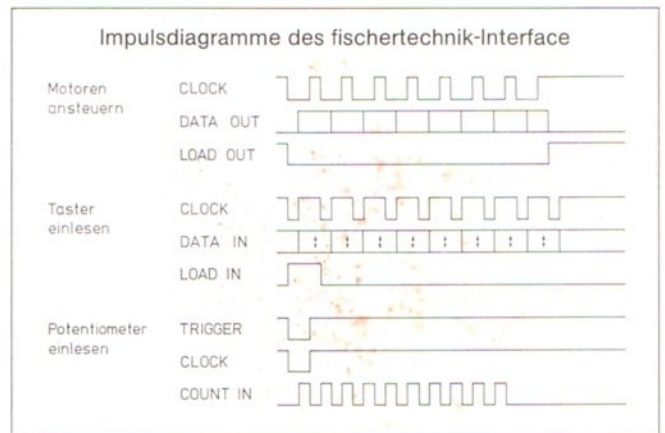 Impulsdiagramme des fischertechnik-Interface
Motoren ansteuern
CLOCK
DATA OUT
LOAD OUT
Taster einlesen
CLOCK
DATA IN
LOAD IN
Potentiometer einlesen
TRIGGER
CLOCK
COUNT IN